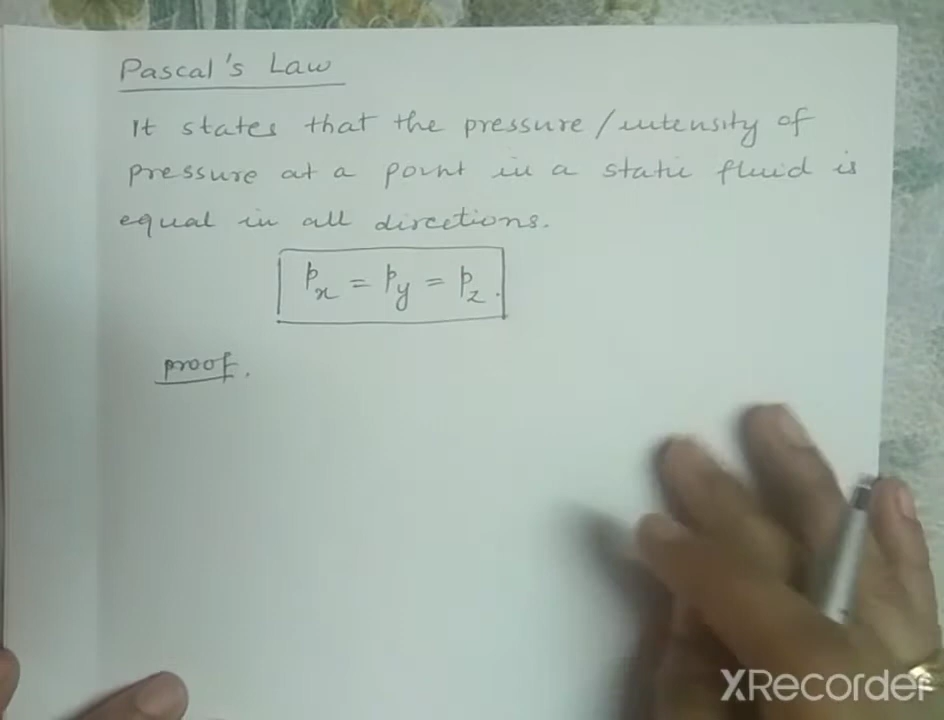 Pascal's Law
It states that the pressure/intensity of
pressure at a point in a static fluid is
equal in all directions.
px = py = pz.
proof.
XRecorder